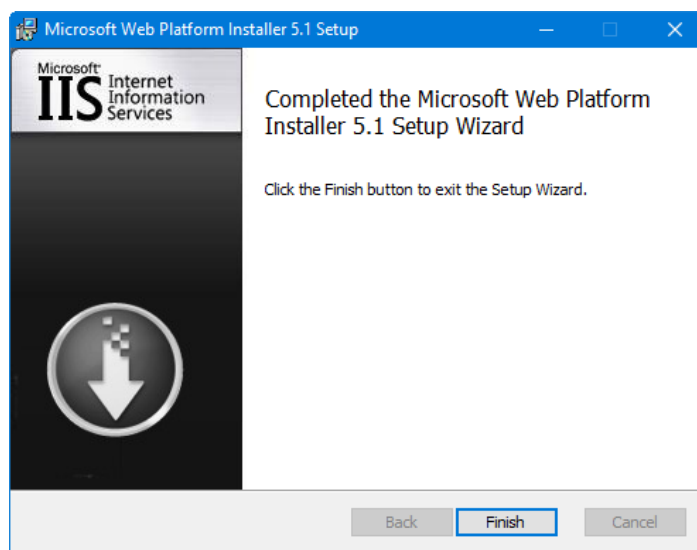 Microsoft Web Platform Installer 5.1 Setup
Microsoft
IIS Internet
Information
Services
Completed the Microsoft Web Platform
Installer 5.1 Setup Wizard
Click the Finish button to exit the Setup Wizard.
Back Finish Cancel